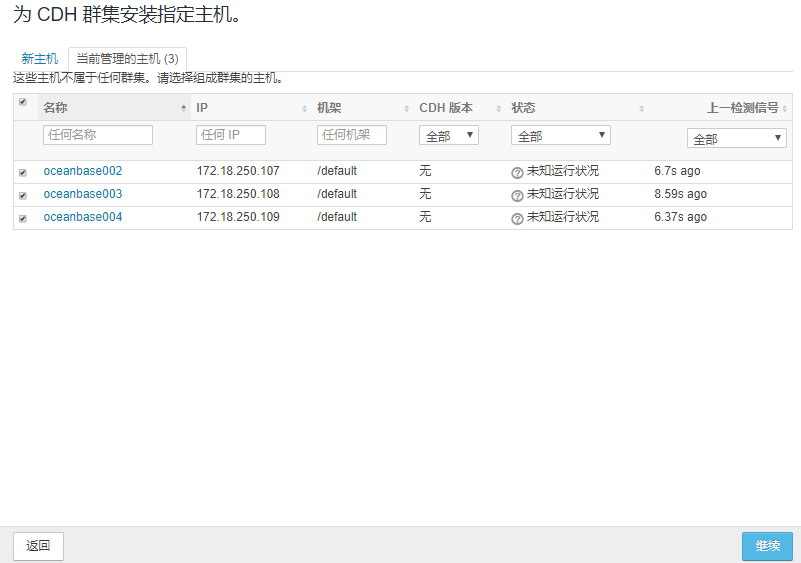 为 CDH 群集安装指定主机。
新主机 当前管理的主机 (3)
这些主机不属于任何群集。请选择组成群集的主机。
名称 IP 机架 CDH 版本 状态 上一检测信号
任何名称 任何 IP 任何机架 全部 全部 全部
oceanbase002 172.18.250.107 /default 无 未知运行状况 6.7s ago
oceanbase003 172.18.250.108 /default 无 未知运行状况 8.59s ago
oceanbase004 172.18.250.109 /default 无 未知运行状况 6.37s ago
返回 继续